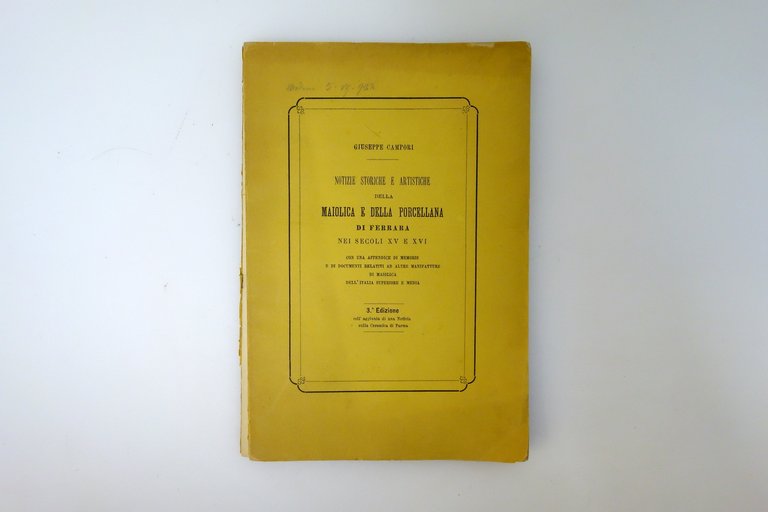 GIUSEPPE CAMPORI
NOTIZIE STORICHE E ARTISTICHE
DELLA
MAIOLICA E DELLA PORCELLANA
DI FERRARA
NEI SECOLI XV E XVI
CON UNA APPENDICE DI MEMORIE
E DI DOCUMENTI RELATIVI AD ALTRE MANIFATTURE
DI MAIOLICA
DELL'ITALIA SUPERIORE E MEDIA
3.ª Edizione
coll'aggiunta di una Notizia
sulla Ceramica di Parma